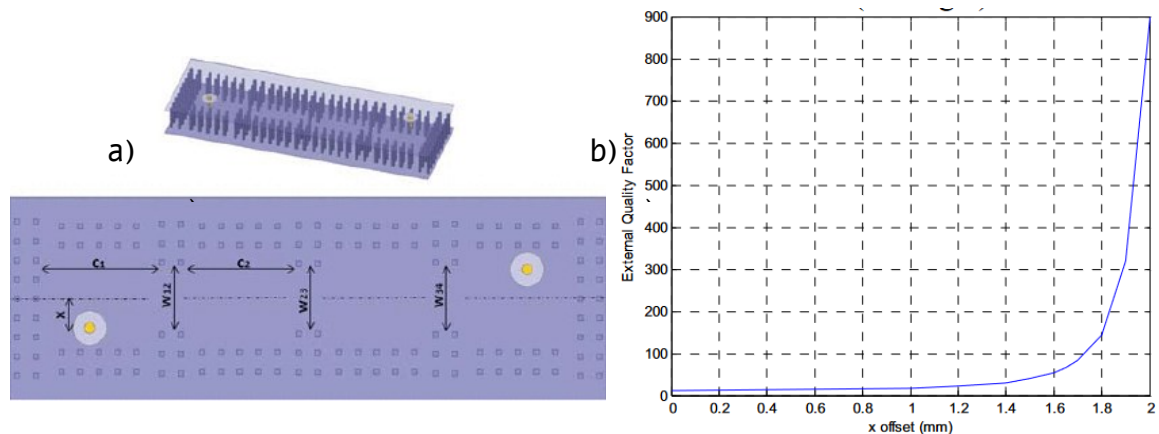 a)
C1
C2
W12
W23
W34
X
b)
External Quality Factor
900
800
700
600
500
400
300
200
100
0
0 0.2 0.4 0.6 0.8 1 1.2 1.4 1.6 1.8 2
x offset (mm)